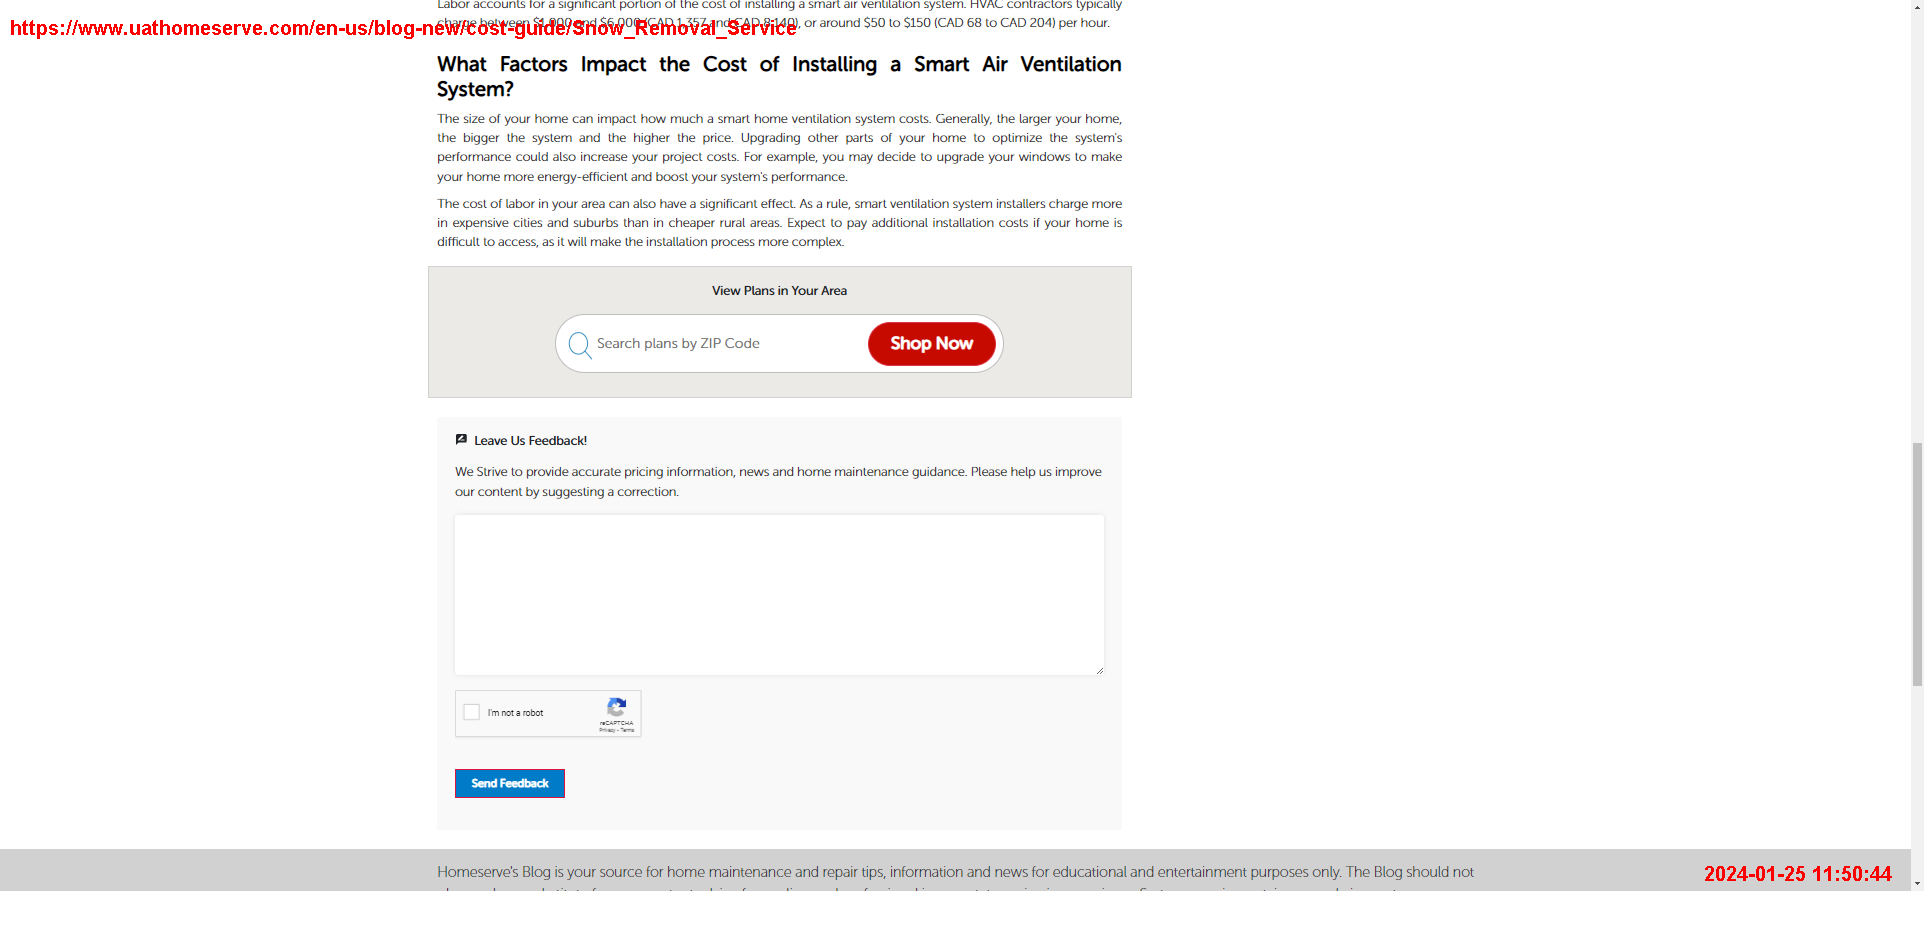 Labor accounts for a significant portion of the cost of installing a smart air ventilation system. HVAC contractors typically
charge between $1,000 and $6,000 (CAD 1,357 and CAD 8,140), or around $50 to $150 (CAD 68 to CAD 204) per hour.
https://www.uathomeserve.com/en-us/blog-new/cost-guide/Snow_Removal_Service
What Factors Impact the Cost of Installing a Smart Air Ventilation
System?
The size of your home can impact how much a smart home ventilation system costs. Generally, the larger your home,
the bigger the system and the higher the price. Upgrading other parts of your home to optimize the system's
performance could also increase your project costs. For example, you may decide to upgrade your windows to make
your home more energy-efficient and boost your system's performance.
The cost of labor in your area can also have a significant effect. As a rule, smart ventilation system installers charge more
in expensive cities and suburbs than in cheaper rural areas. Expect to pay additional installation costs if your home is
difficult to access, as it will make the installation process more complex.
View Plans in Your Area
Search plans by ZIP Code
Shop Now
Leave Us Feedback!
We Strive to provide accurate pricing information, news and home maintenance guidance. Please help us improve
our content by suggesting a correction.
I'm not a robot
reCAPTCHA
Privacy - Terms
Send Feedback
Homeserve's Blog is your source for home maintenance and repair tips, information and news for educational and entertainment purposes only. The Blog should not
2024-01-25 11:50:44